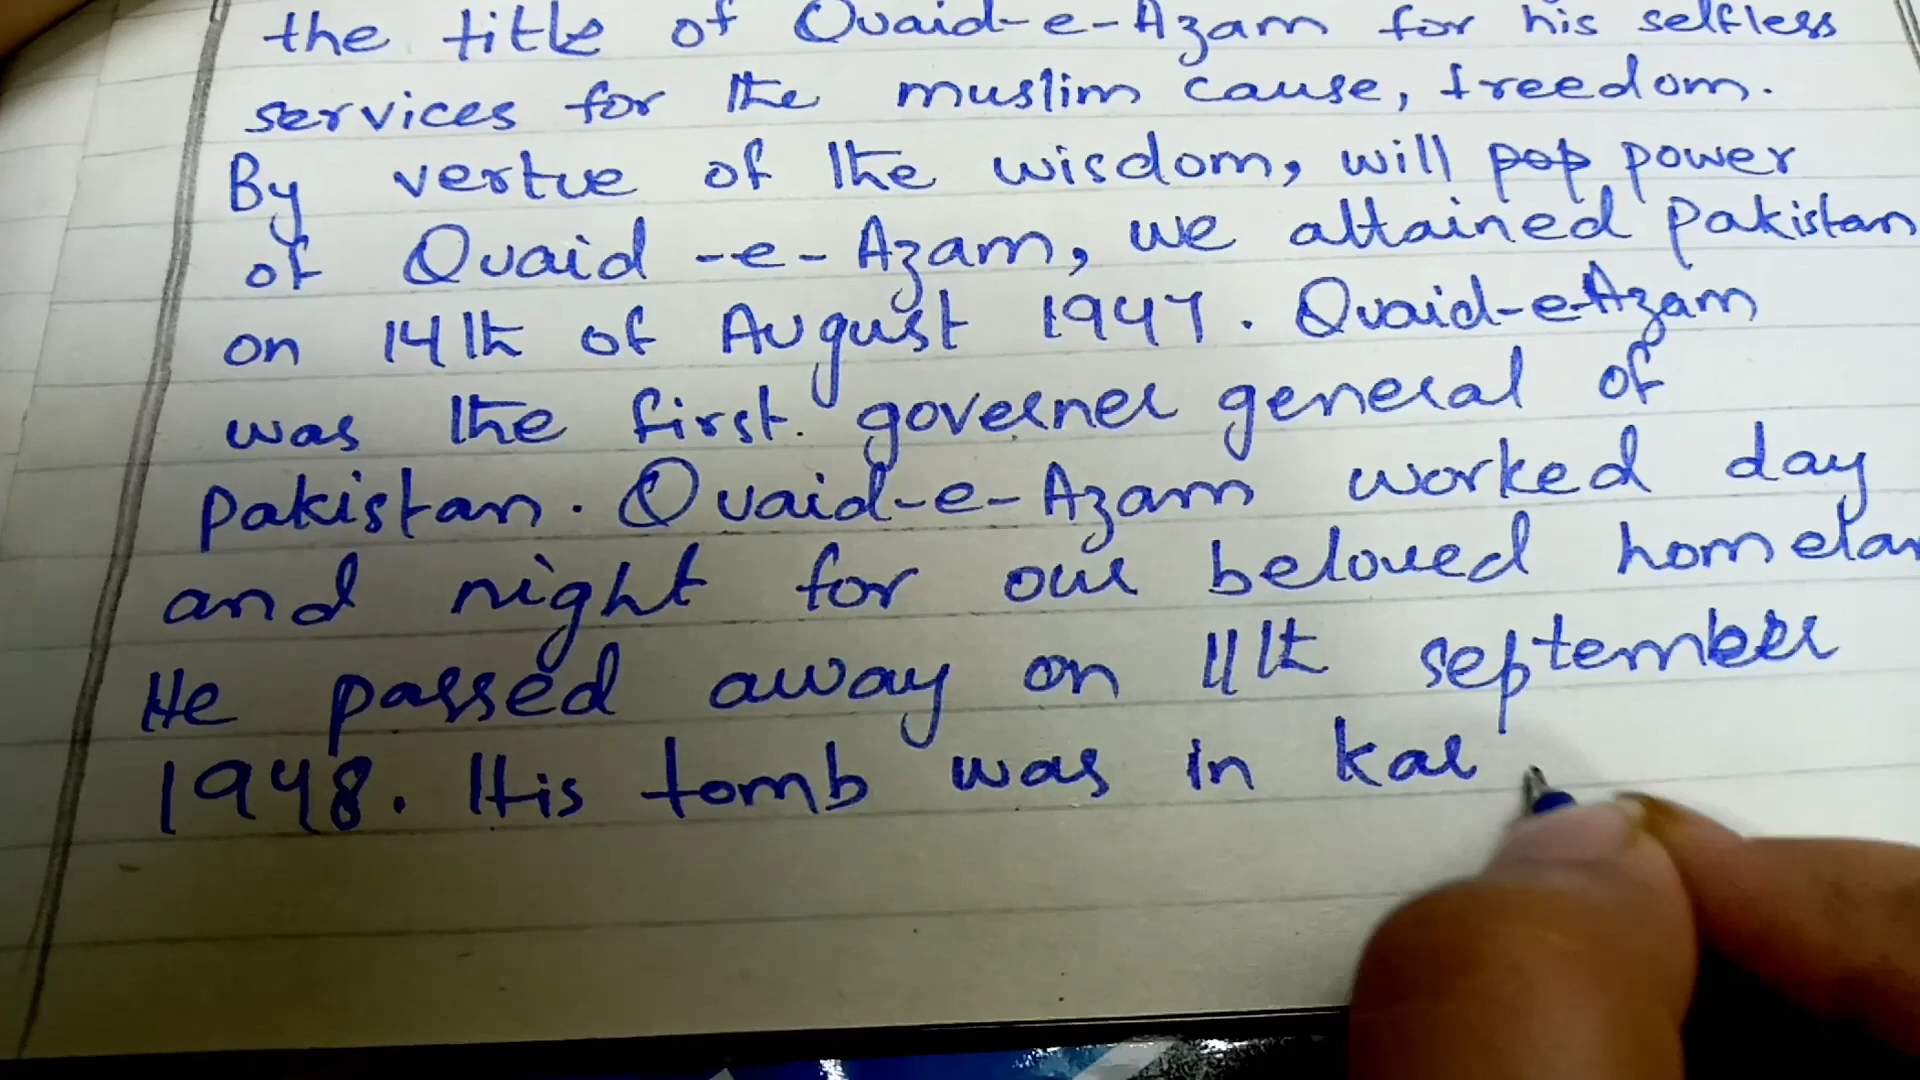 the title of Quaid-e-Azam for his selfless
services for the muslim cause, freedom.
By vertue of the wisdom, will pop power
of Quaid-e-Azam, we attained pakistan
on 14th of August 1947. Quaid-e-Azam
was the first. governer general of
pakistan. Quaid-e-Azam worked day
and night for our beloved homelan
He passed away on 11th september
1948. His tomb was in kar